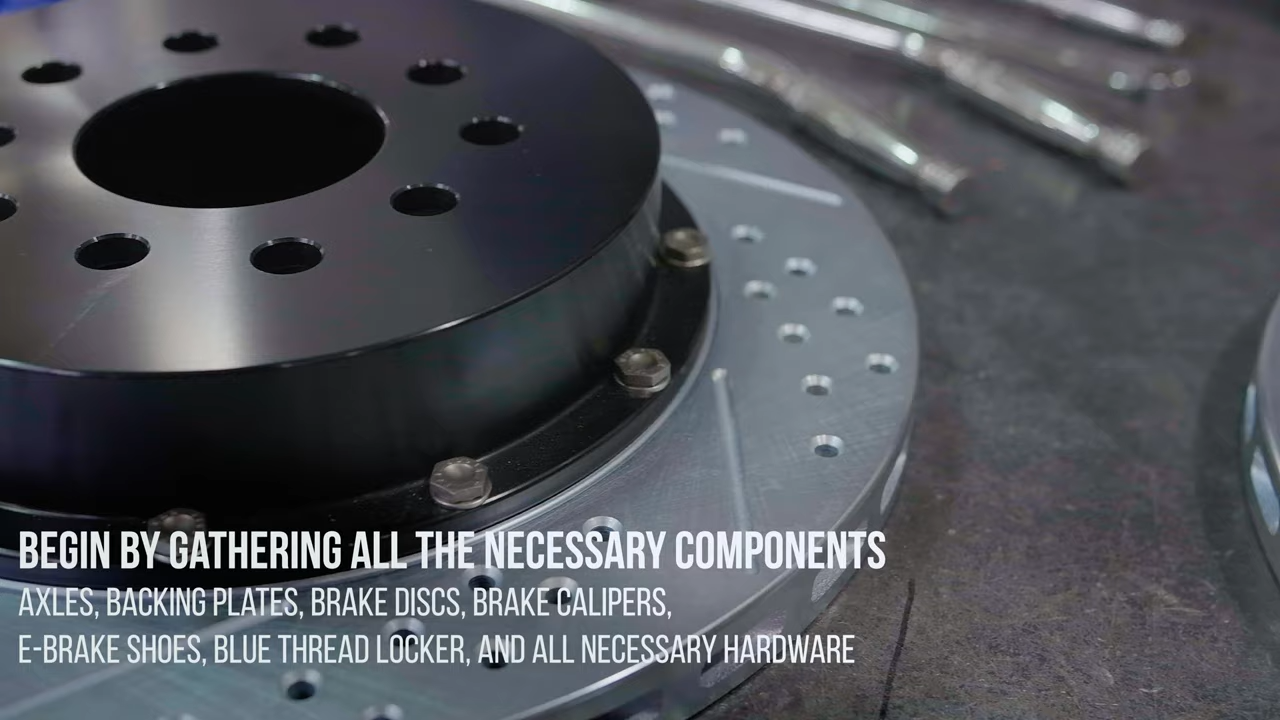 BEGIN BY GATHERING ALL THE NECESSARY COMPONENTS
AXLES, BACKING PLATES, BRAKE DISCS, BRAKE CALIPERS,
E-BRAKE SHOES, BLUE THREAD LOCKER, AND ALL NECESSARY HARDWARE